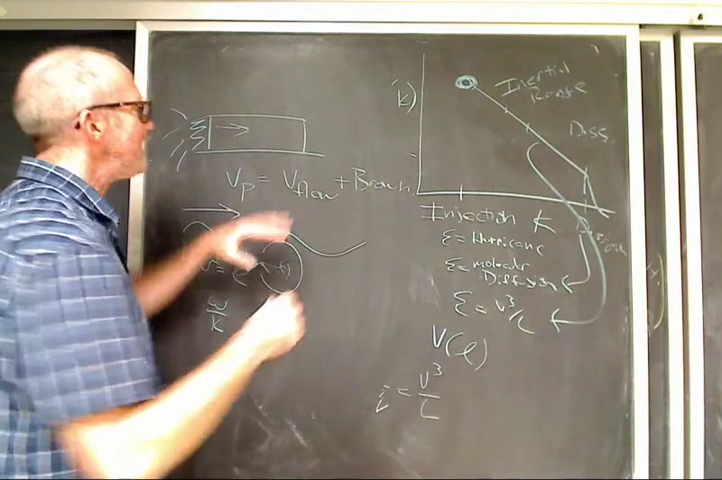 k)
Inertial
Range
Diss.
Vp = Vflow + Brown
Injection K
ε = Hurricane
ε = molecular
Diffusion
ε = v³/L
V(l)
ω/k
= v³/L